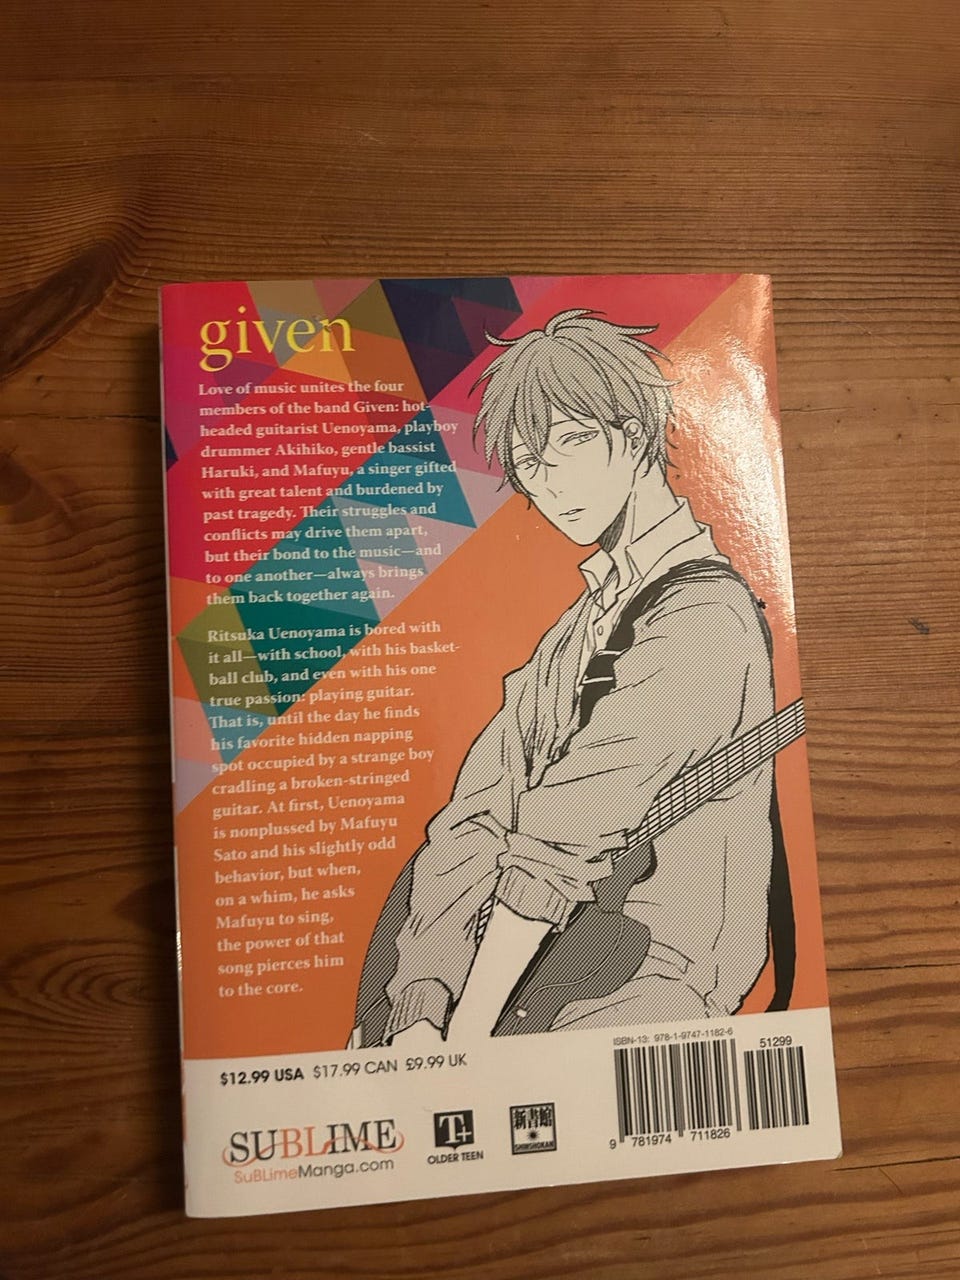 given
Love of music unites the four
members of the band Given: hot-
headed guitarist Uenoyama, playboy
drummer Akihiko, gentle bassist
Haruki, and Mafuyu, a singer gifted
with great talent and burdened by
past tragedy. Their struggles and
conflicts may drive them apart,
but their bond to the music—and
to one another—always brings
them back together again.
Ritsuka Uenoyama is bored with
it all—with school, with his basket-
ball club, and even with his one
true passion: playing guitar.
That is, until the day he finds
his favorite hidden napping
spot occupied by a strange boy
cradling a broken-stringed
guitar. At first, Uenoyama
is nonplussed by Mafuyu
Sato and his slightly odd
behavior, but when,
on a whim, he asks
Mafuyu to sing,
the power of that
song pierces him
to the core.
$12.99 USA $17.99 CAN £9.99 UK
SUBLIME
SuBLimeManga.com
T+
OLDER TEEN
新書館
SHINSHOKAN
ISBN-13: 978-1-9747-1182-6
51299
9 781974 711826